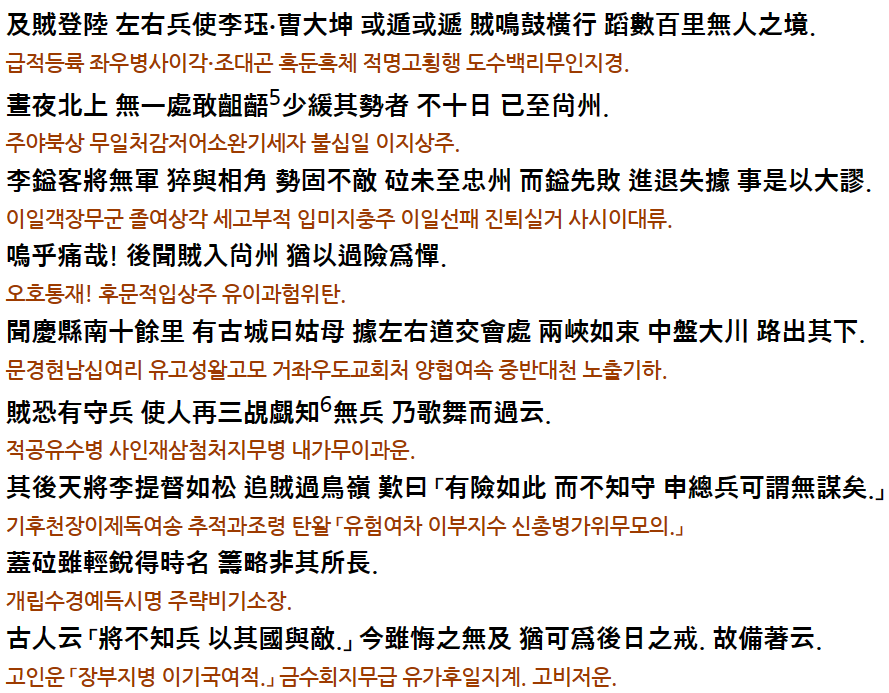 及賊登陸 左右兵使李珏·曺大坤 或遁或遞 賊鳴鼓橫行 蹈數百里無人之境.
급적등륙 좌우병사이각·조대곤 혹둔혹체 적명고횡행 도수백리무인지경.
晝夜北上 無一處敢齟齬5少緩其勢者 不十日 已至尙州.
주야북상 무일처감저어소완기세자 불십일 이지상주.
李鎰客將無軍 猝與相角 勢固不敵 砬未至忠州 而鎰先敗 進退失據 事是以大謬.
이일객장무군 졸여상각 세고부적 입미지충주 이일선패 진퇴실거 사시이대류.
嗚乎痛哉! 後聞賊入尙州 猶以過險爲憚.
오호통재! 후문적입상주 유이과험위탄.
聞慶縣南十餘里 有古城曰姑母 據左右道交會處 兩峽如束 中盤大川 路出其下.
문경현남십여리 유고성왈고모 거좌우도교회처 양협여속 중반대천 노출기하.
賊恐有守兵 使人再三覘覰知6無兵 乃歌舞而過云.
적공유수병 사인재삼첨처지무병 내가무이과운.
其後天將李提督如松 追賊過鳥嶺 歎曰 ｢有險如此 而不知守 申總兵可謂無謀矣.｣
기후천장이제독여송 추적과조령 탄왈 ｢유험여차 이부지수 신총병가위무모의.｣
蓋砬雖輕銳得時名 籌略非其所長.
개립수경예득시명 주략비기소장.
古人云 ｢將不知兵 以其國與敵.｣ 今雖悔之無及 猶可爲後日之戒. 故備著云.
고인운 ｢장부지병 이기국여적.｣ 금수회지무급 유가후일지계. 고비저운.